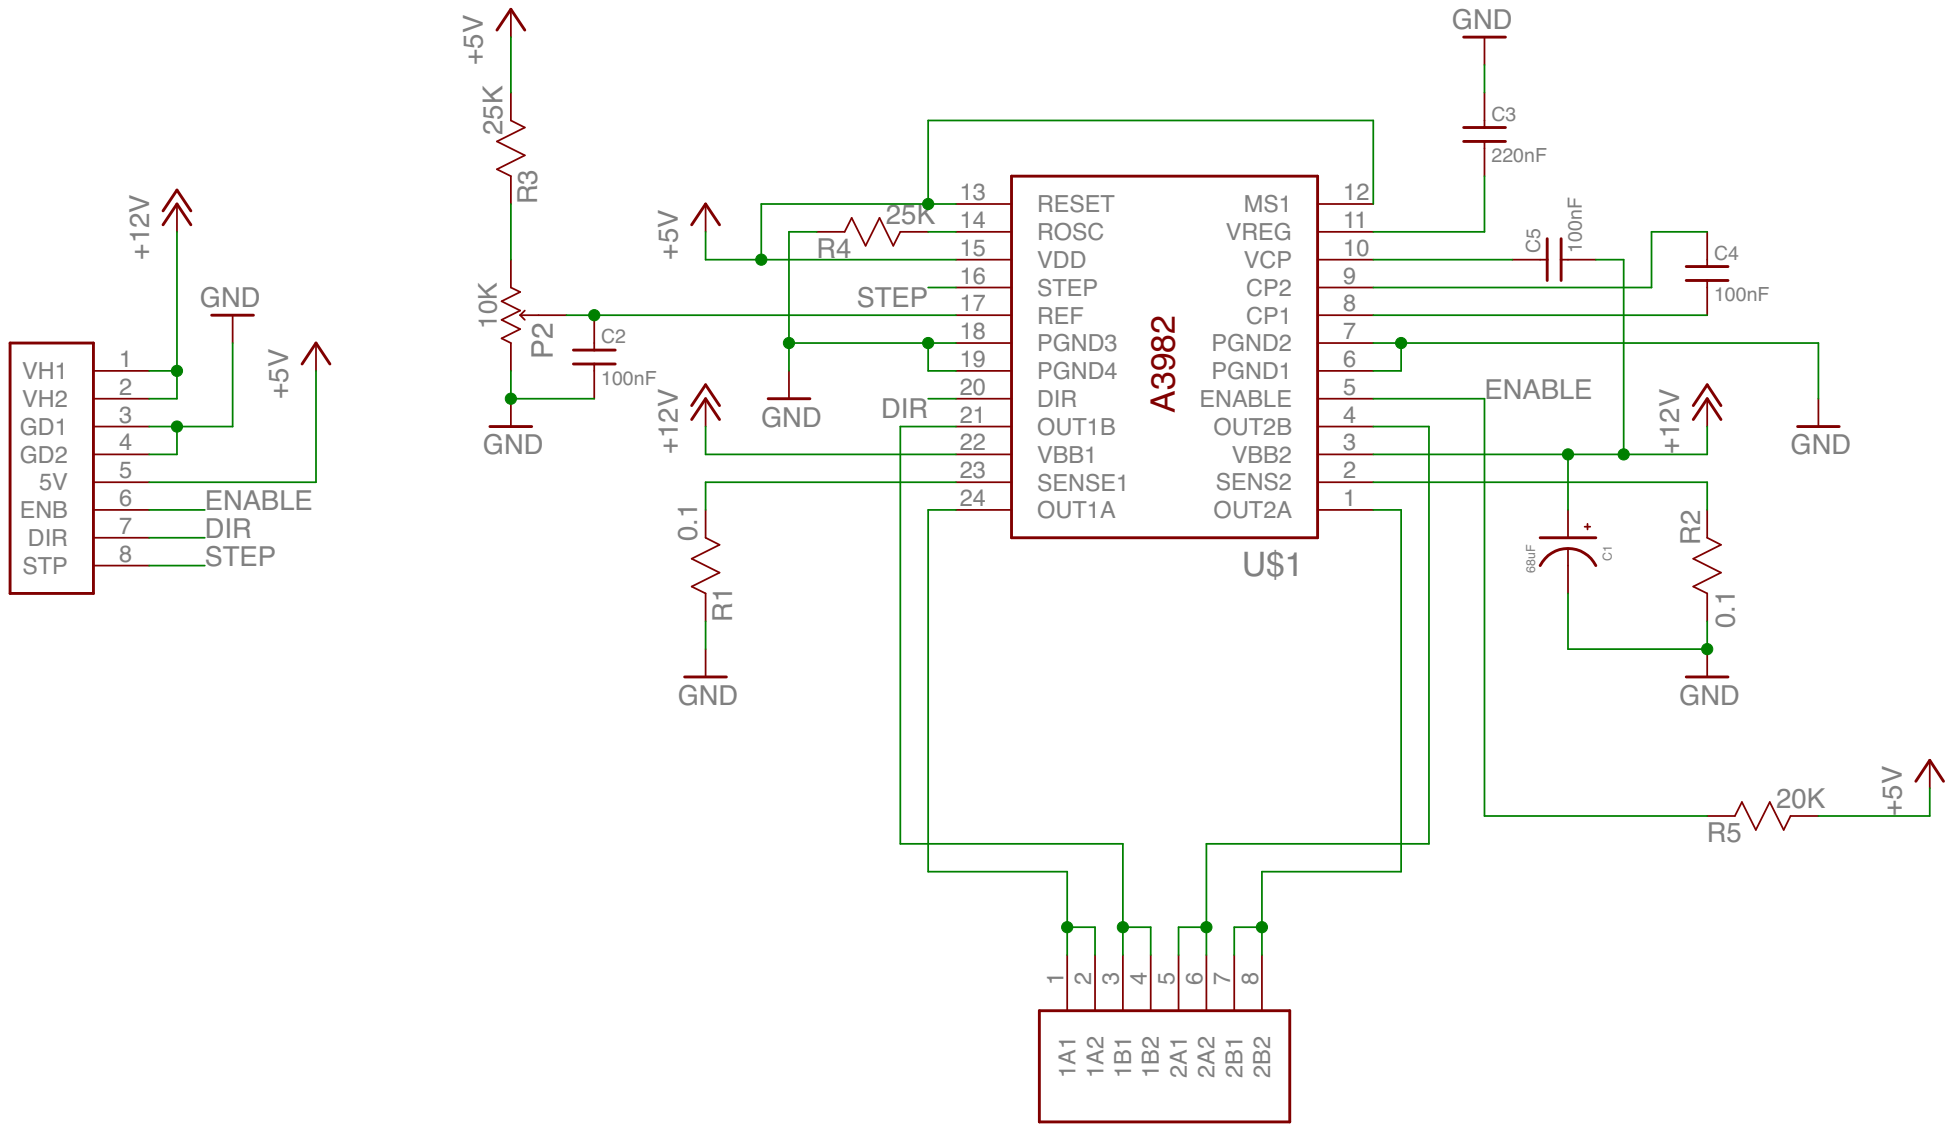 +12V
GND
+5V
VH1 1
VH2 2
GD1 3
GD2 4
5V 5
ENB 6 ENABLE
DIR 7 DIR
STP 8 STEP
+5V
25K
R3
10K
P2
C2
100nF
GND
+5V
25K
R4
STEP
GND
DIR
+12V
0.1
R1
GND
13 RESET
14 ROSC
15 VDD
16 STEP
17 REF
18 PGND3
19 PGND4
20 DIR
21 OUT1B
22 VBB1
23 SENSE1
24 OUT1A
A3982
MS1 12
VREG 11
VCP 10
CP2 9
CP1 8
PGND2 7
PGND1 6
ENABLE 5
OUT2B 4
VBB2 3
SENS2 2
OUT2A 1
U$1
GND
C3
220nF
C5
100nF
C4
100nF
ENABLE
+12V
GND
68uF
+
C1
R2
0.1
GND
20K
R5
+5V
1 2 3 4 5 6 7 8
1A1 1A2 1B1 1B2 2A1 2A2 2B1 2B2